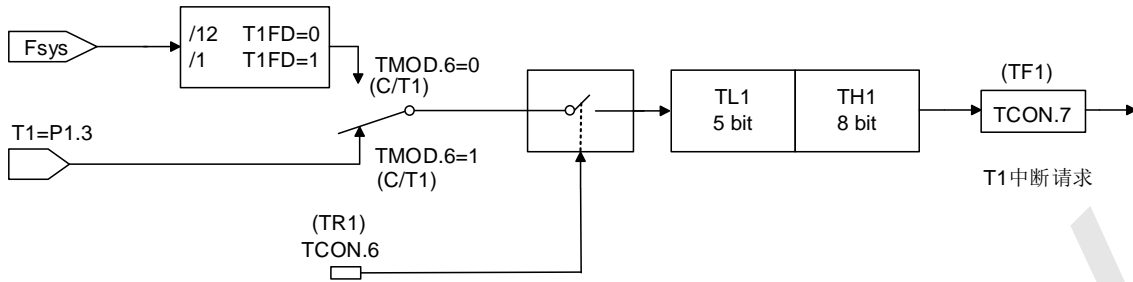 Fsys
/12 T1FD=0
/1 T1FD=1
TMOD.6=0
(C/T1)
T1=P1.3
TMOD.6=1
(C/T1)
(TR1)
TCON.6
TL1
5 bit
TH1
8 bit
(TF1)
TCON.7
T1中断请求